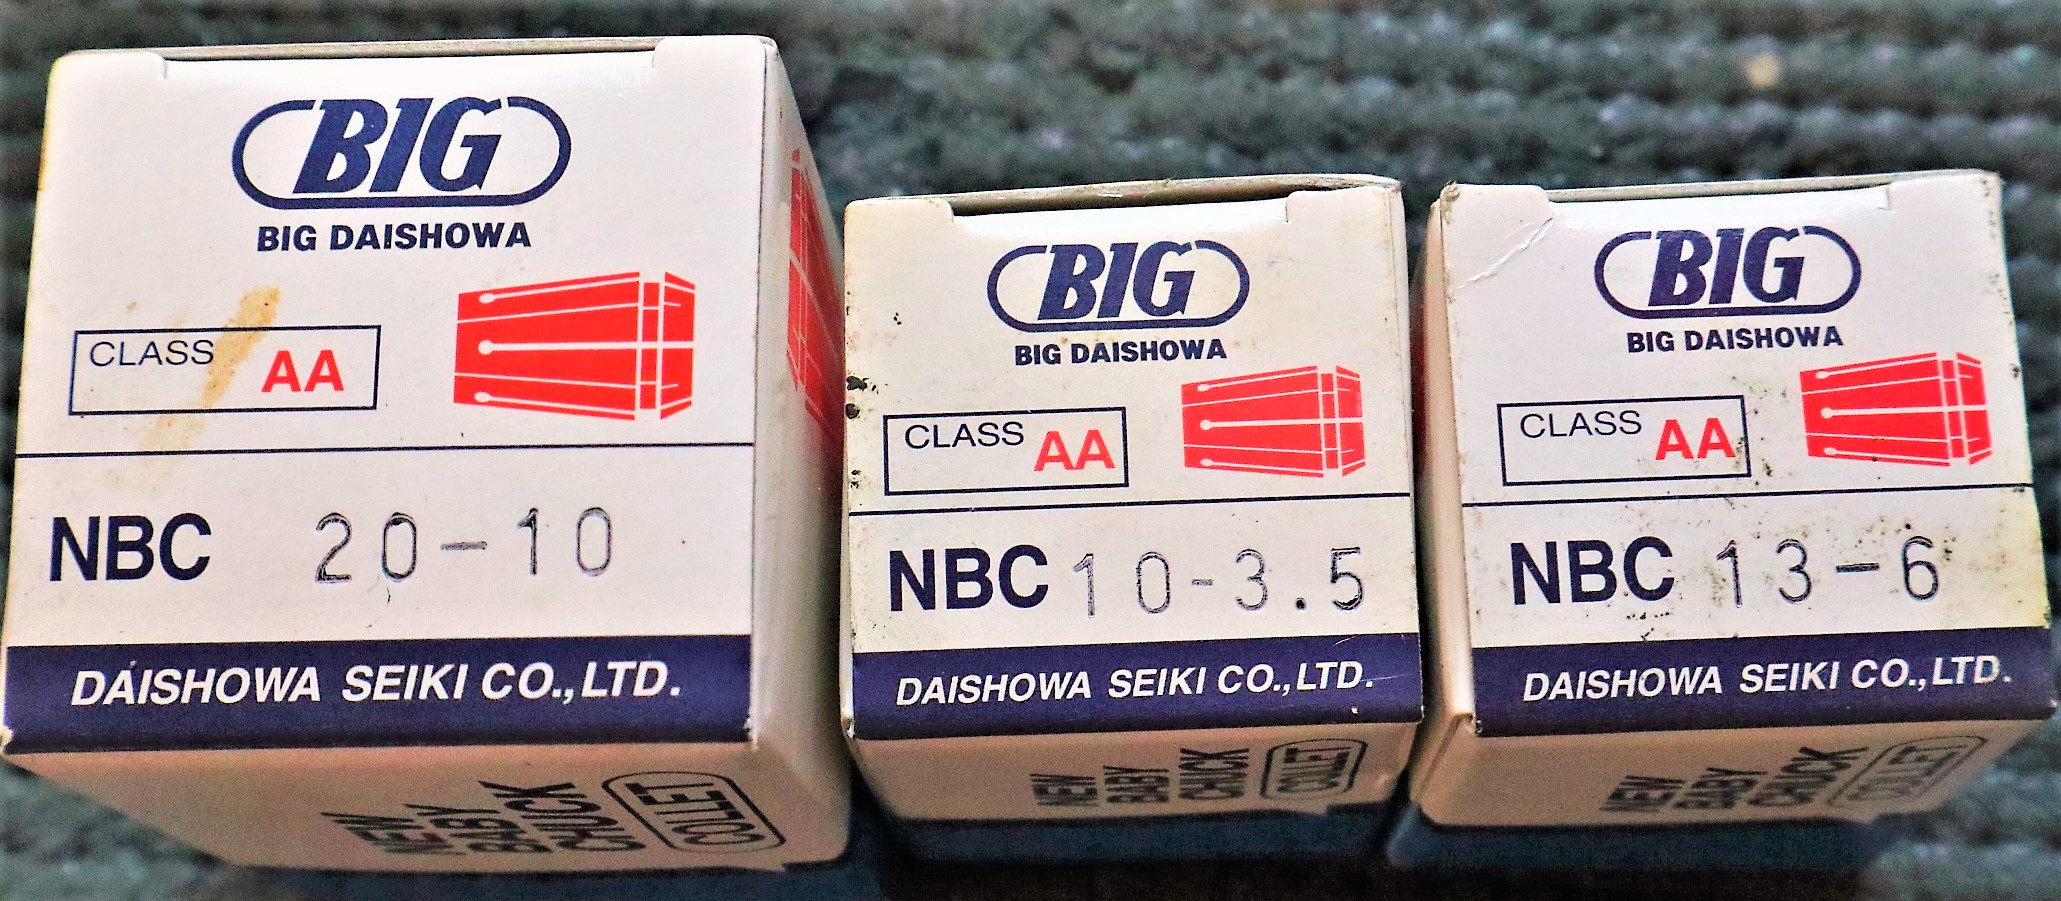 BIG
BIG DAISHOWA
CLASS AA
NBC 20-10
DAISHOWA SEIKI CO.,LTD.
NEW
BABY
CHUCK
COLLET
BIG
BIG DAISHOWA
CLASS AA
NBC 10-3.5
DAISHOWA SEIKI CO.,LTD.
NEW
BABY
CHUCK
COLLET
BIG
BIG DAISHOWA
CLASS AA
NBC 13-6
DAISHOWA SEIKI CO.,LTD.
NEW
BABY
CHUCK
COLLET